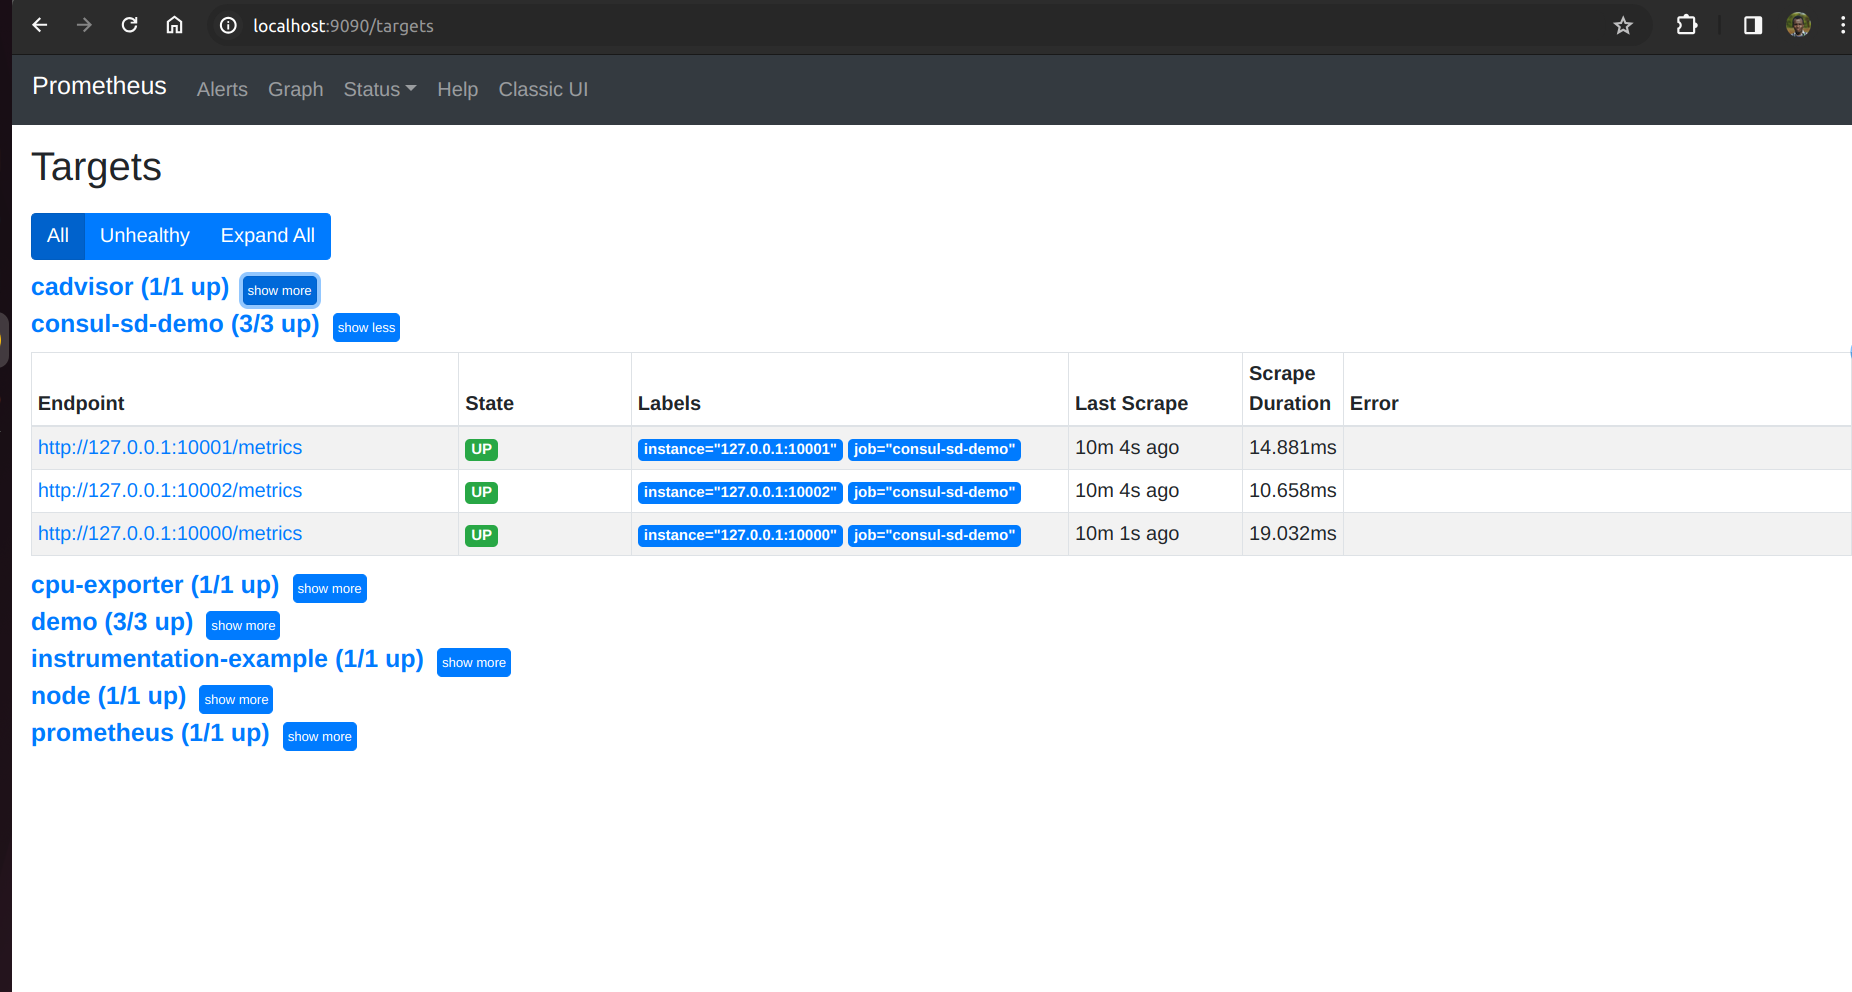 localhost:9090/targets
Prometheus Alerts Graph Status Help Classic UI
Targets
All Unhealthy Expand All
cadvisor (1/1 up) show more
consul-sd-demo (3/3 up) show less
Endpoint State Labels Last Scrape Scrape Duration Error
http://127.0.0.1:10001/metrics UP instance="127.0.0.1:10001" job="consul-sd-demo" 10m 4s ago 14.881ms
http://127.0.0.1:10002/metrics UP instance="127.0.0.1:10002" job="consul-sd-demo" 10m 4s ago 10.658ms
http://127.0.0.1:10000/metrics UP instance="127.0.0.1:10000" job="consul-sd-demo" 10m 1s ago 19.032ms
cpu-exporter (1/1 up) show more
demo (3/3 up) show more
instrumentation-example (1/1 up) show more
node (1/1 up) show more
prometheus (1/1 up) show more